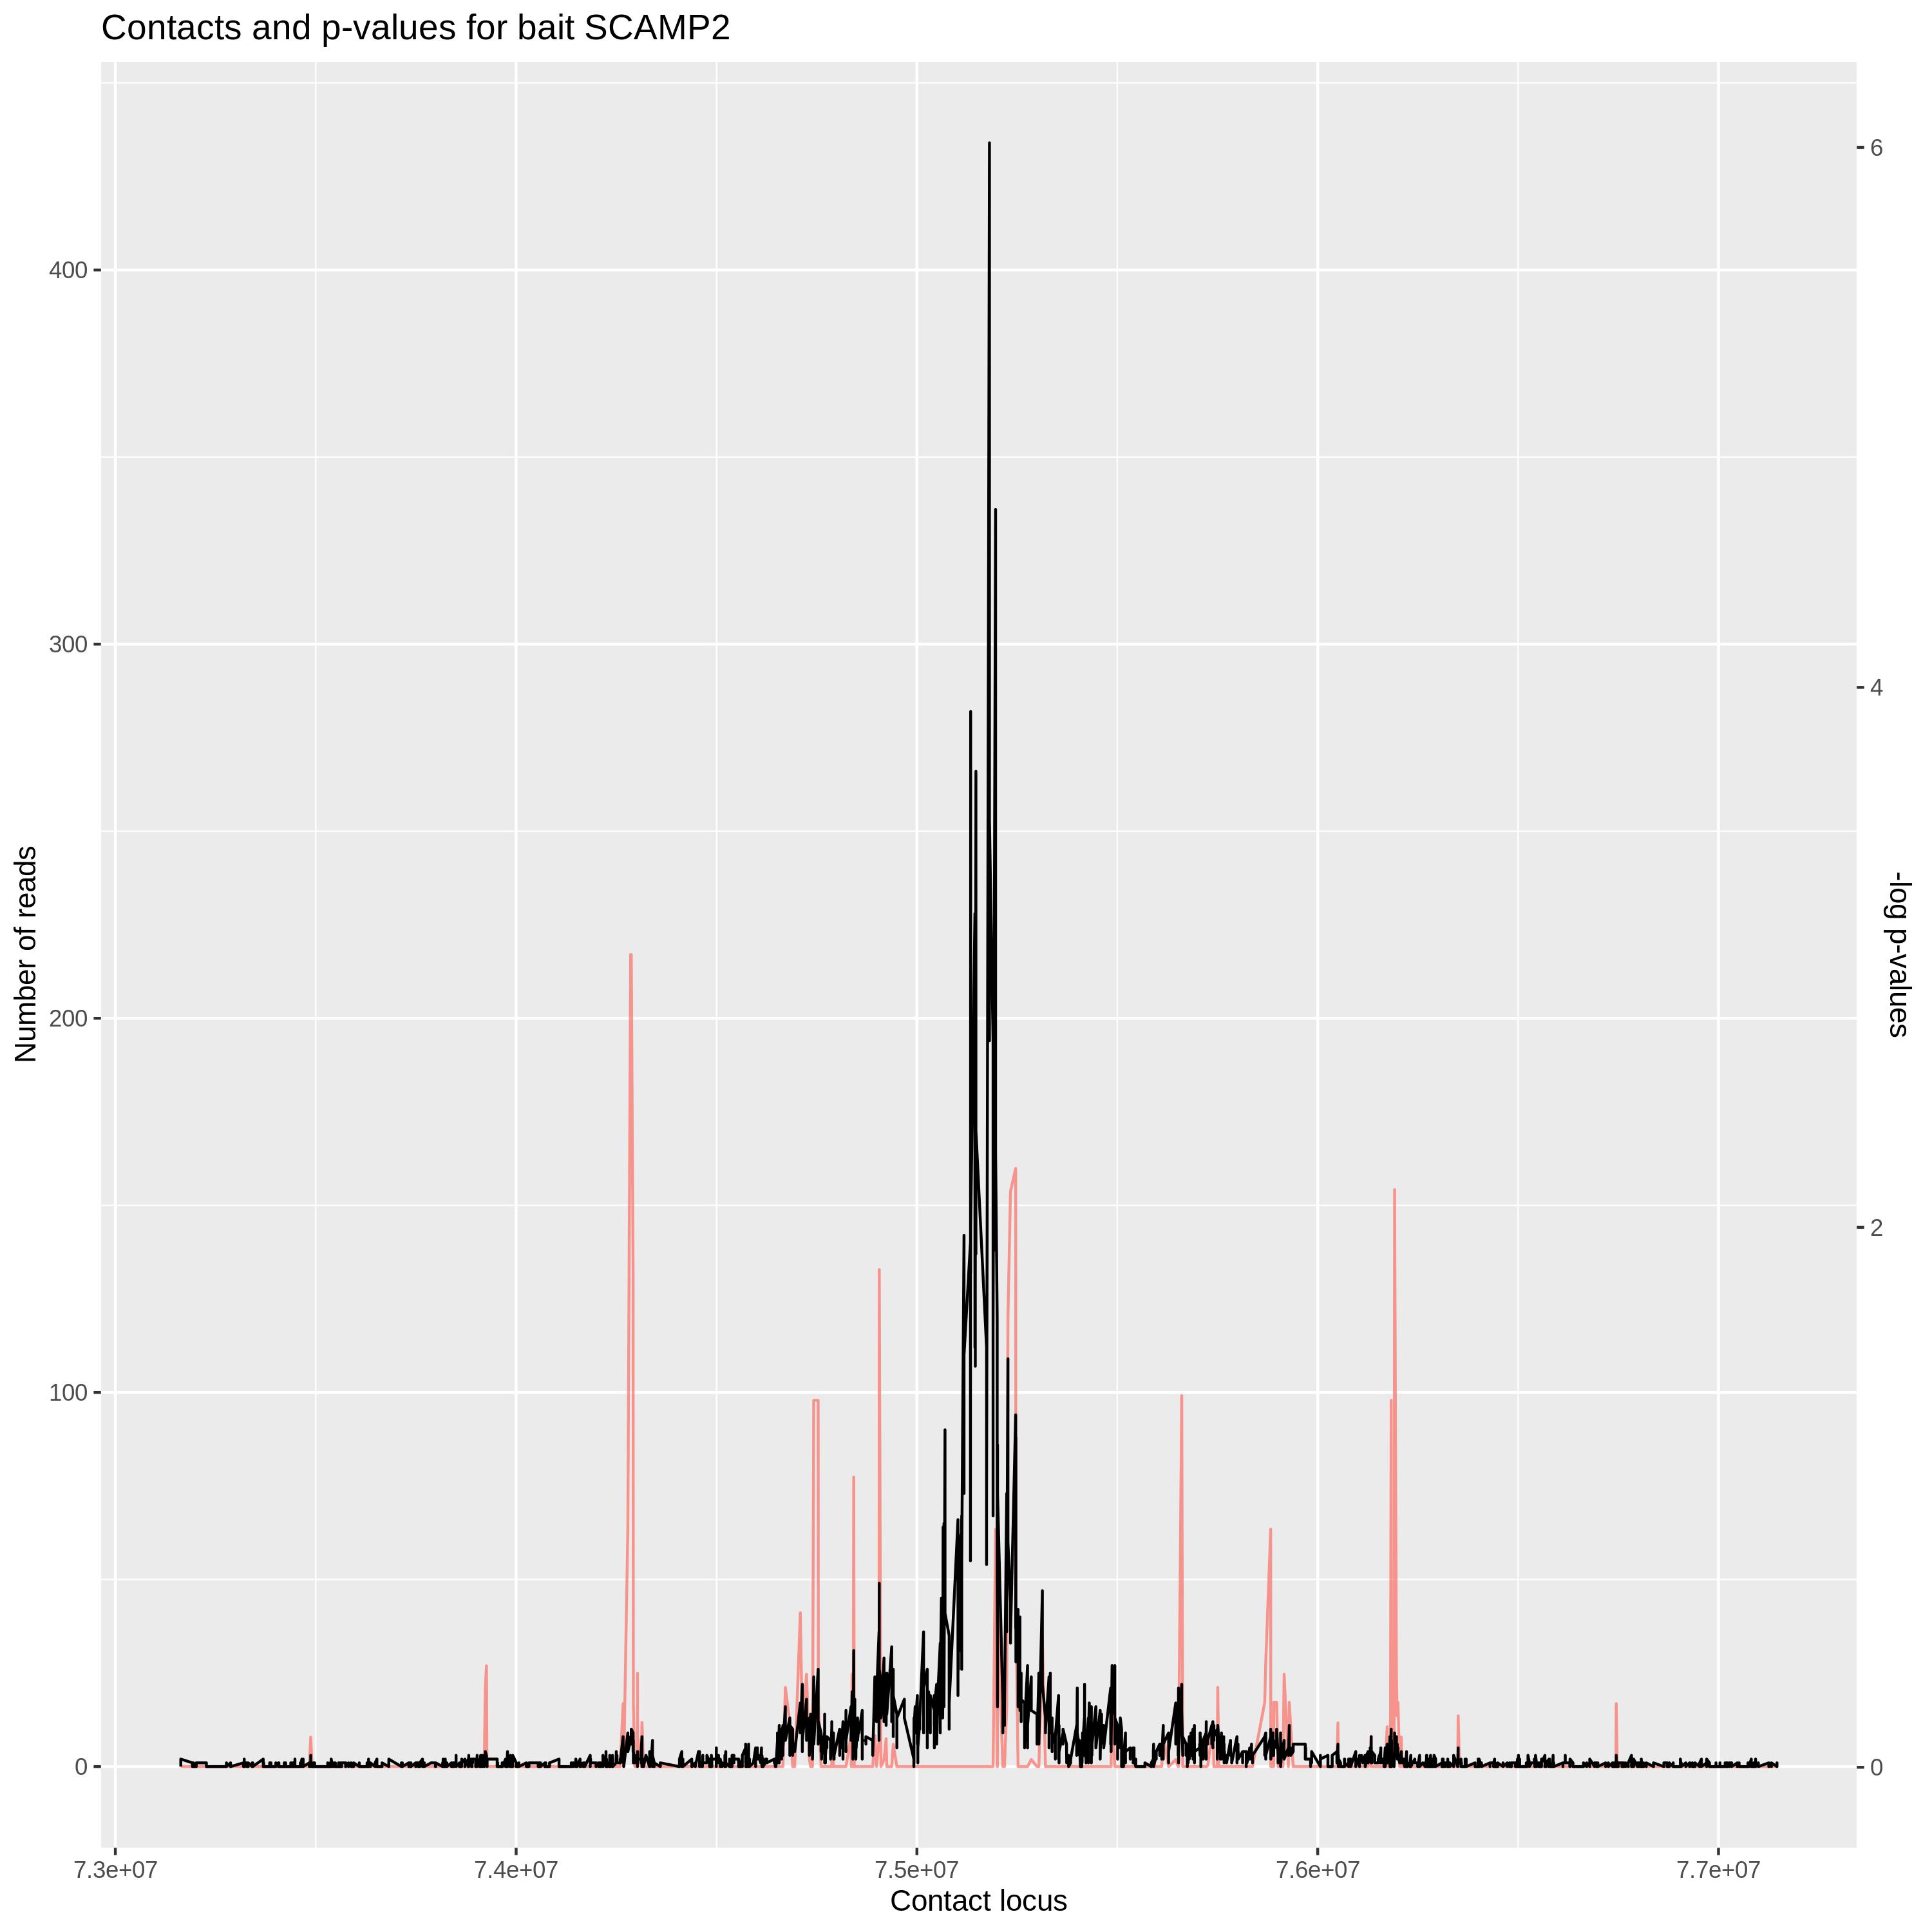 Contacts and p-values for bait SCAMP2
400
300
200
100
0
6
4
2
0
Number of reads
-log p-values
7.3e+07 7.4e+07 7.5e+07 7.6e+07 7.7e+07
Contact locus